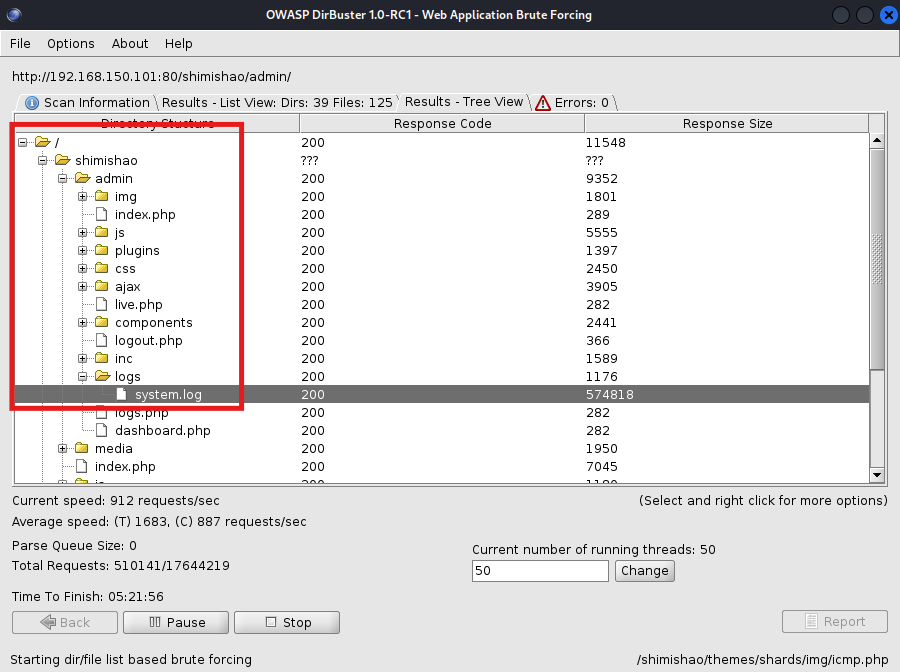 OWASP DirBuster 1.0-RC1 - Web Application Brute Forcing
File Options About Help
http://192.168.150.101:80/shimishao/admin/
Scan Information Results - List View: Dirs: 39 Files: 125 Results - Tree View Errors: 0
Directory Stucture Response Code Response Size
/ 200 11548
shimishao ??? ???
admin 200 9352
img 200 1801
index.php 200 289
js 200 5555
plugins 200 1397
css 200 2450
ajax 200 3905
live.php 200 282
components 200 2441
logout.php 200 366
inc 200 1589
logs 200 1176
system.log 200 574818
logs.php 200 282
dashboard.php 200 282
media 200 1950
index.php 200 7045
js 200 1180
Current speed: 912 requests/sec (Select and right click for more options)
Average speed: (T) 1683, (C) 887 requests/sec
Parse Queue Size: 0 Current number of running threads: 50
Total Requests: 510141/17644219 50 Change
Time To Finish: 05:21:56
Back Pause Stop Report
Starting dir/file list based brute forcing /shimishao/themes/shards/img/icmp.php